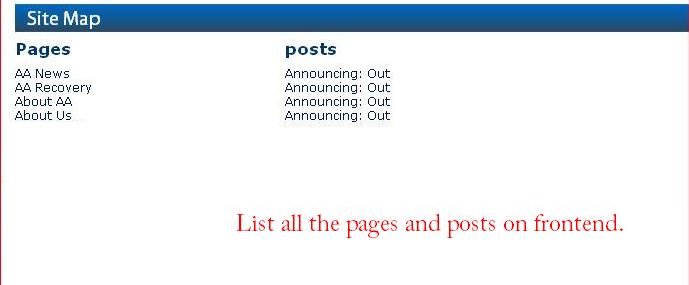 Site Map
Pages
AA News
AA Recovery
About AA
About Us
posts
Announcing: Out
Announcing: Out
Announcing: Out
Announcing: Out
List all the pages and posts on frontend.